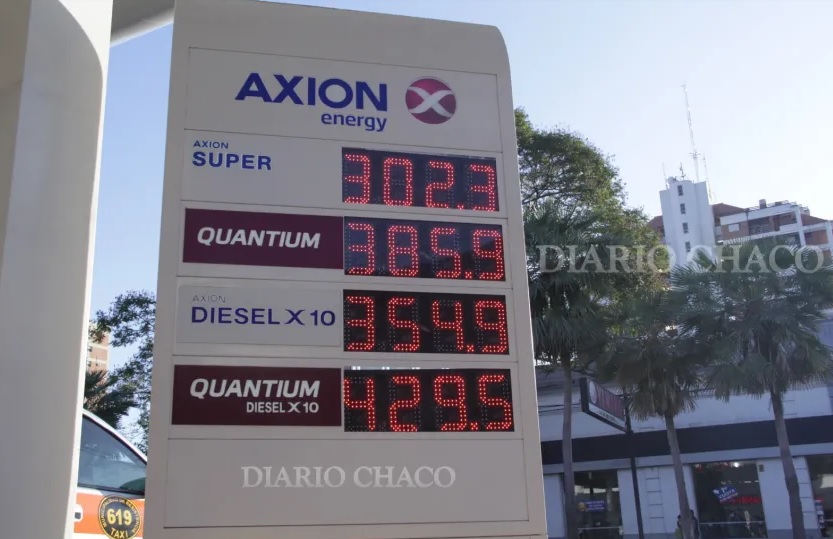 AXION
energy
AXION
SUPER
302.3
QUANTIUM
385.9
AXION
DIESEL X10
354.9
QUANTIUM
DIESEL X10
429.5
DIARIO CHACO
DIARIO CHACO
619
TAXI